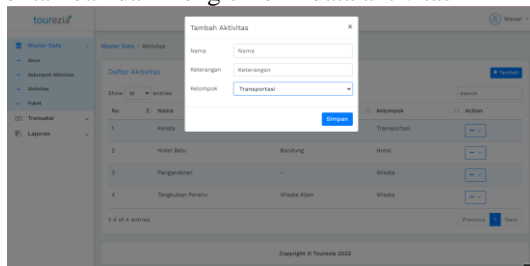 tourezia
Mawar
Tambah Aktivitas ×
Nama Nama
Keterangan Keterangan
Kelompok Transportasi
Simpan
Master Data
Akun
Kelompok Aktivitas
Aktivitas
Paket
Transaksi
Laporan
Master Data > Aktivitas
Daftar Aktivitas
+ Tambah
Show 10 entries
Search
No Nama Kelompok Action
1 Kereta Transportasi
2 Hotel Batu Bandung Hotel
3 Pangandaran - Wisata
4 Tangkuban Perahu Wisata Alam Wisata
1-4 of 4 entries
Previous 1 Next
Copyright © Tourezia 2022